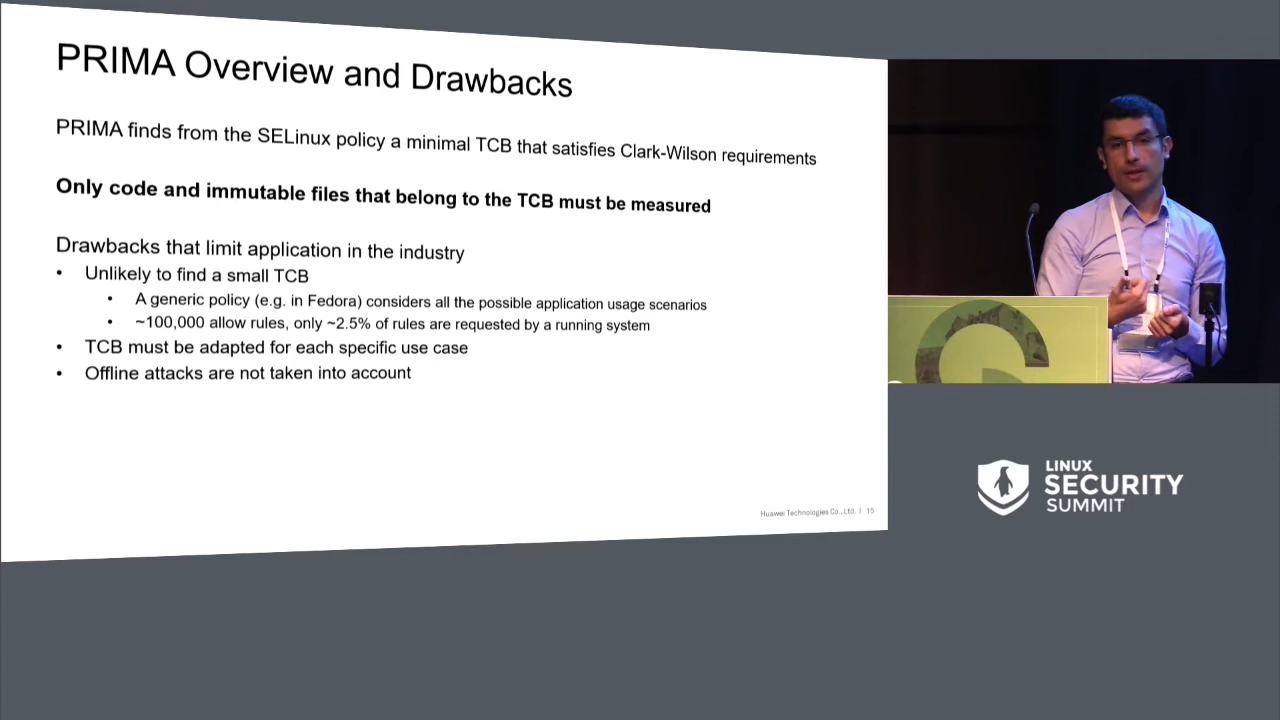 PRIMA Overview and Drawbacks
PRIMA finds from the SELinux policy a minimal TCB that satisfies Clark-Wilson requirements
Only code and immutable files that belong to the TCB must be measured
Drawbacks that limit application in the industry
• Unlikely to find a small TCB
• A generic policy (e.g. in Fedora) considers all the possible application usage scenarios
• ~100,000 allow rules, only ~2.5% of rules are requested by a running system
• TCB must be adapted for each specific use case
• Offline attacks are not taken into account
Huawei Technologies Co., Ltd. | 15
LINUX
SECURITY
SUMMIT